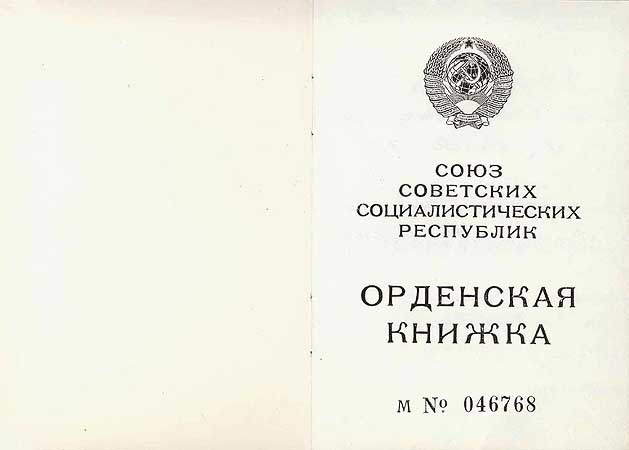 СОЮЗ
СОВЕТСКИХ
СОЦИАЛИСТИЧЕСКИХ
РЕСПУБЛИК
ОРДЕНСКАЯ
КНИЖКА
М № 046768